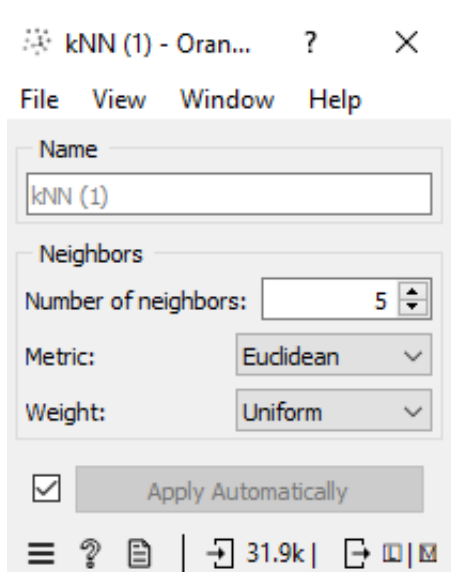 kNN (1) - Oran... ? ×
File View Window Help
Name
kNN (1)
Neighbors
Number of neighbors: 5
Metric: Euclidean
Weight: Uniform
Apply Automatically
? 31.9k | L | M